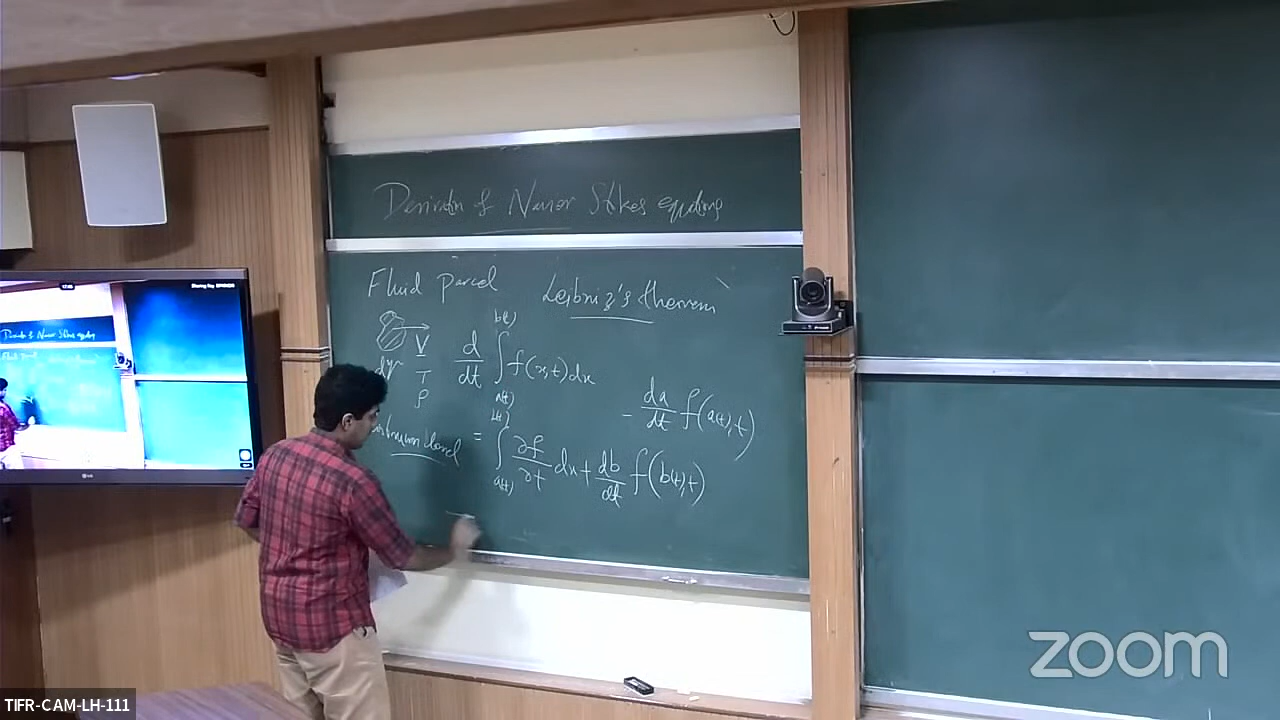 Derivation of Navier Stokes equations
Fluid parcel
Leibniz's theorem
V
T
ρ
d/dt ∫_{a(t)}^{b(t)} f(x,t) dx
= ∫_{a(t)}^{b(t)} ∂f/∂t dx + db/dt f(b(t),t)
- da/dt f(a(t),t)
level
zoom
TIFR-CAM-LH-111